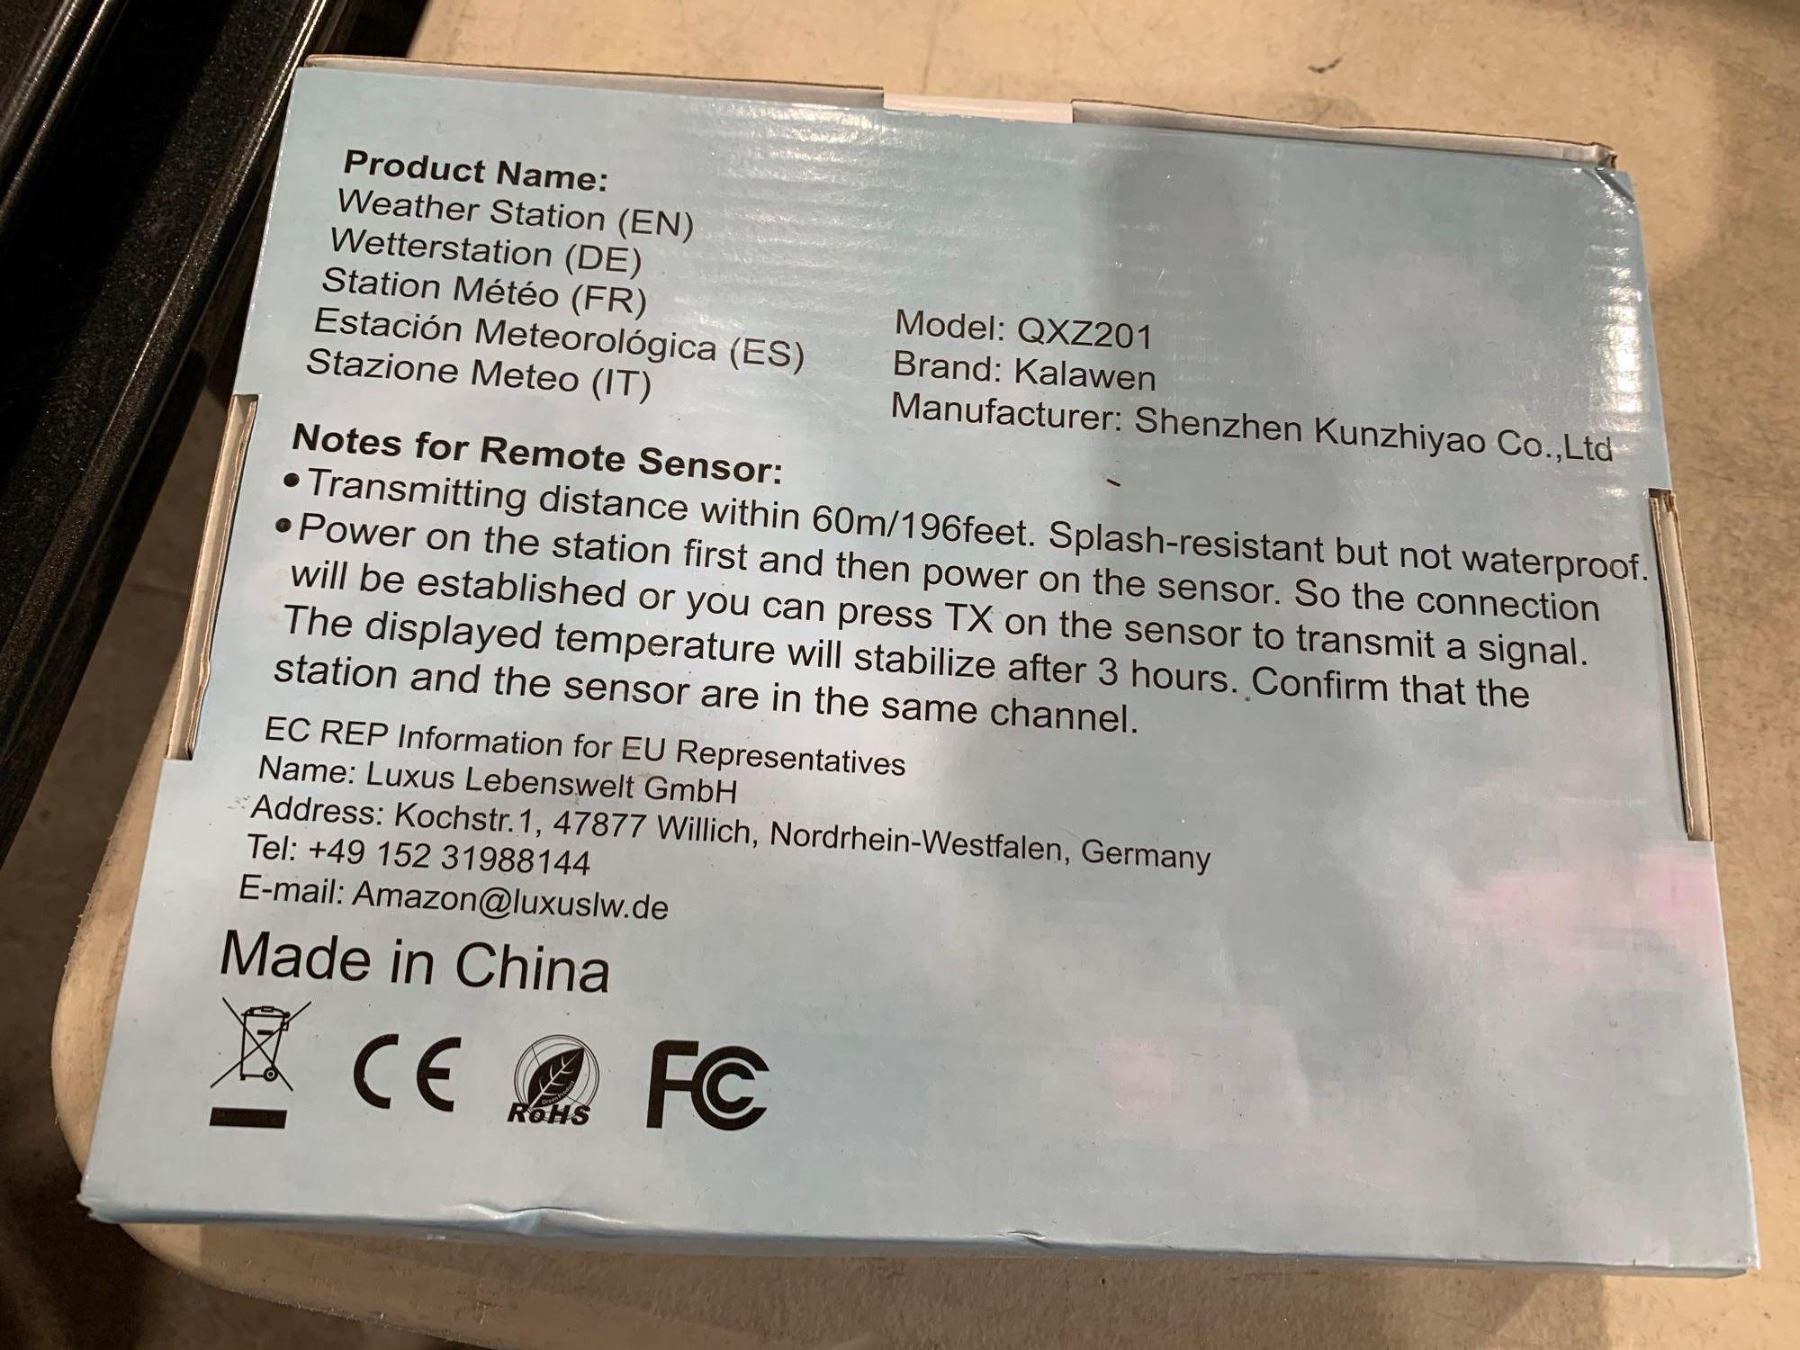 Product Name:
Weather Station (EN)
Wetterstation (DE)
Station Météo (FR)
Estación Meteorológica (ES)
Stazione Meteo (IT)
Model: QXZ201
Brand: Kalawen
Manufacturer: Shenzhen Kunzhiyao Co.,Ltd
Notes for Remote Sensor:
•Transmitting distance within 60m/196feet. Splash-resistant but not waterproof.
•Power on the station first and then power on the sensor. So the connection
will be established or you can press TX on the sensor to transmit a signal.
The displayed temperature will stabilize after 3 hours. Confirm that the
station and the sensor are in the same channel.
EC REP Information for EU Representatives
Name: Luxus Lebenswelt GmbH
Address: Kochstr.1, 47877 Willich, Nordrhein-Westfalen, Germany
Tel: +49 152 31988144
E-mail: Amazon@luxuslw.de
Made in China
CE RoHS FC